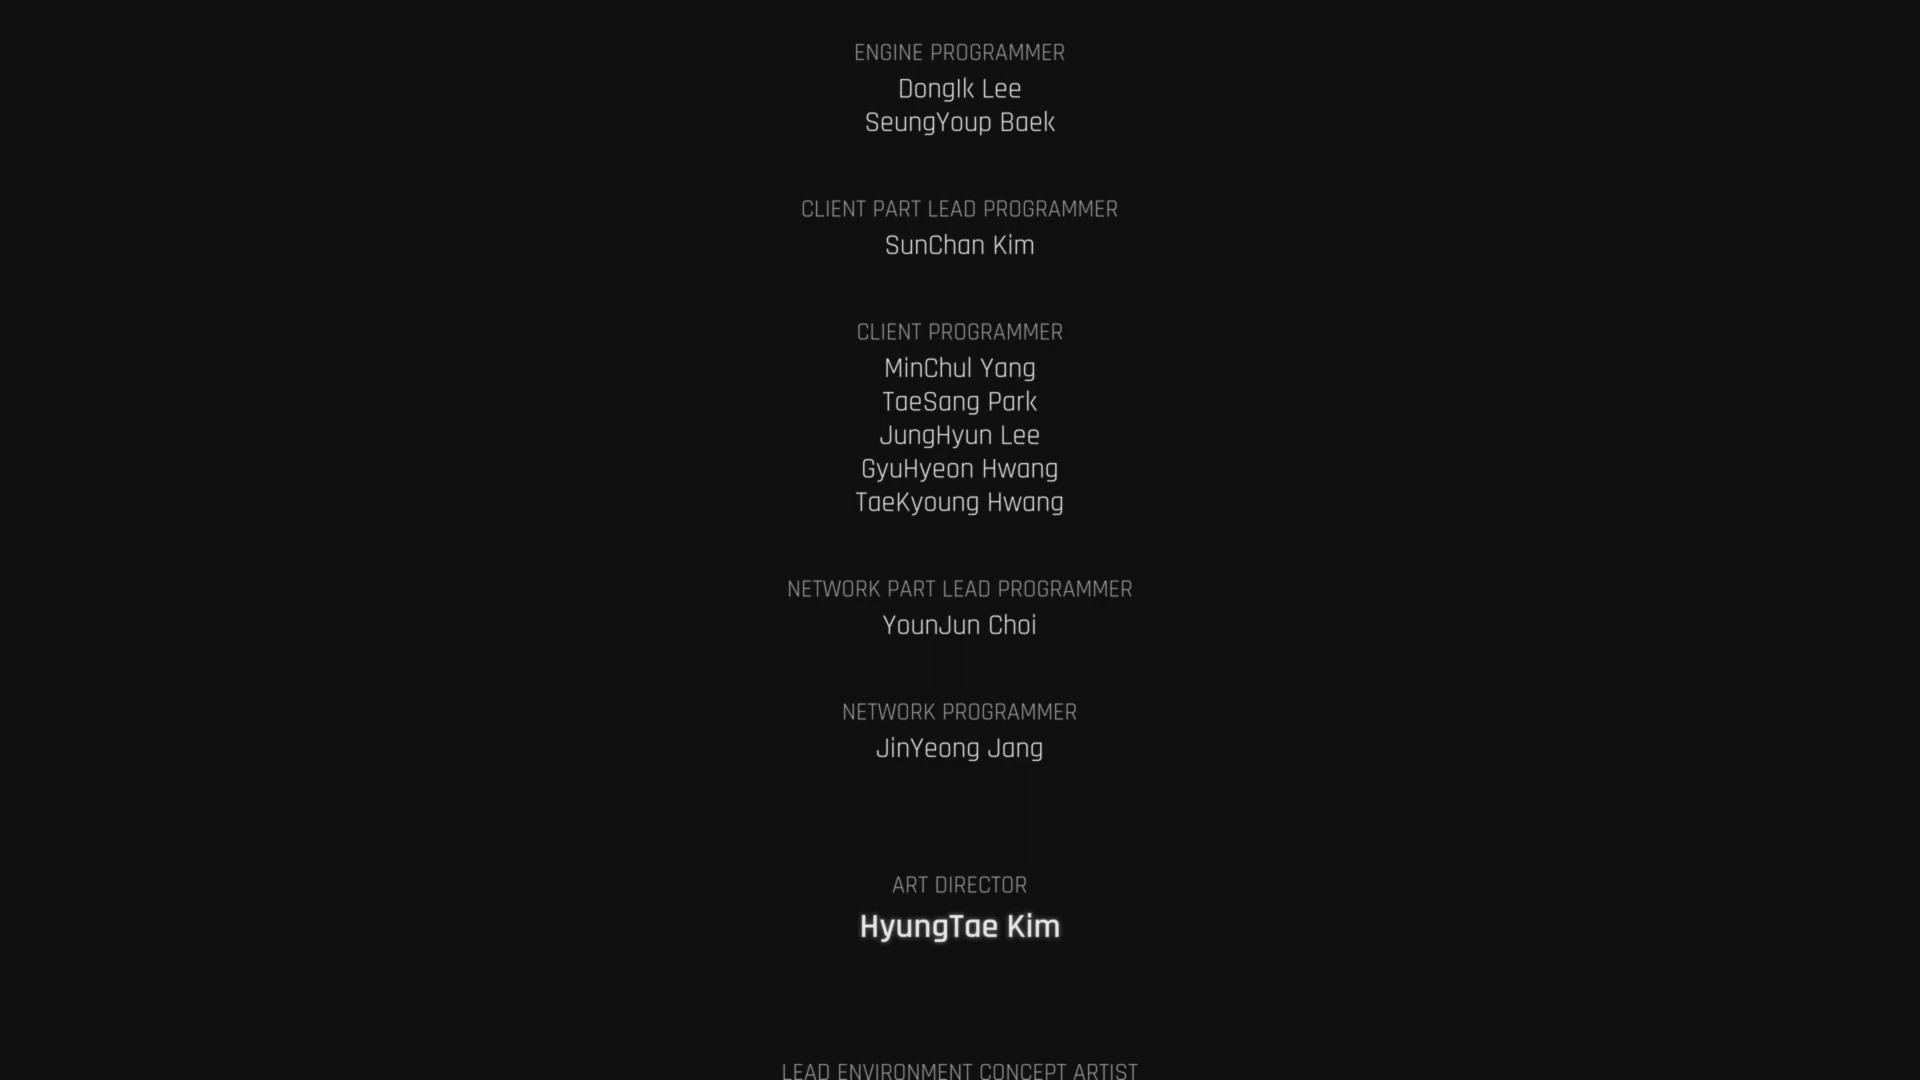 ENGINE PROGRAMMER
DongIk Lee
SeungYoup Baek
CLIENT PART LEAD PROGRAMMER
SunChan Kim
CLIENT PROGRAMMER
MinChul Yang
TaeSang Park
JungHyun Lee
GyuHyeon Hwang
TaeKyoung Hwang
NETWORK PART LEAD PROGRAMMER
YounJun Choi
NETWORK PROGRAMMER
JinYeong Jang
ART DIRECTOR
HyungTae Kim
LEAD ENVIRONMENT CONCEPT ARTIST